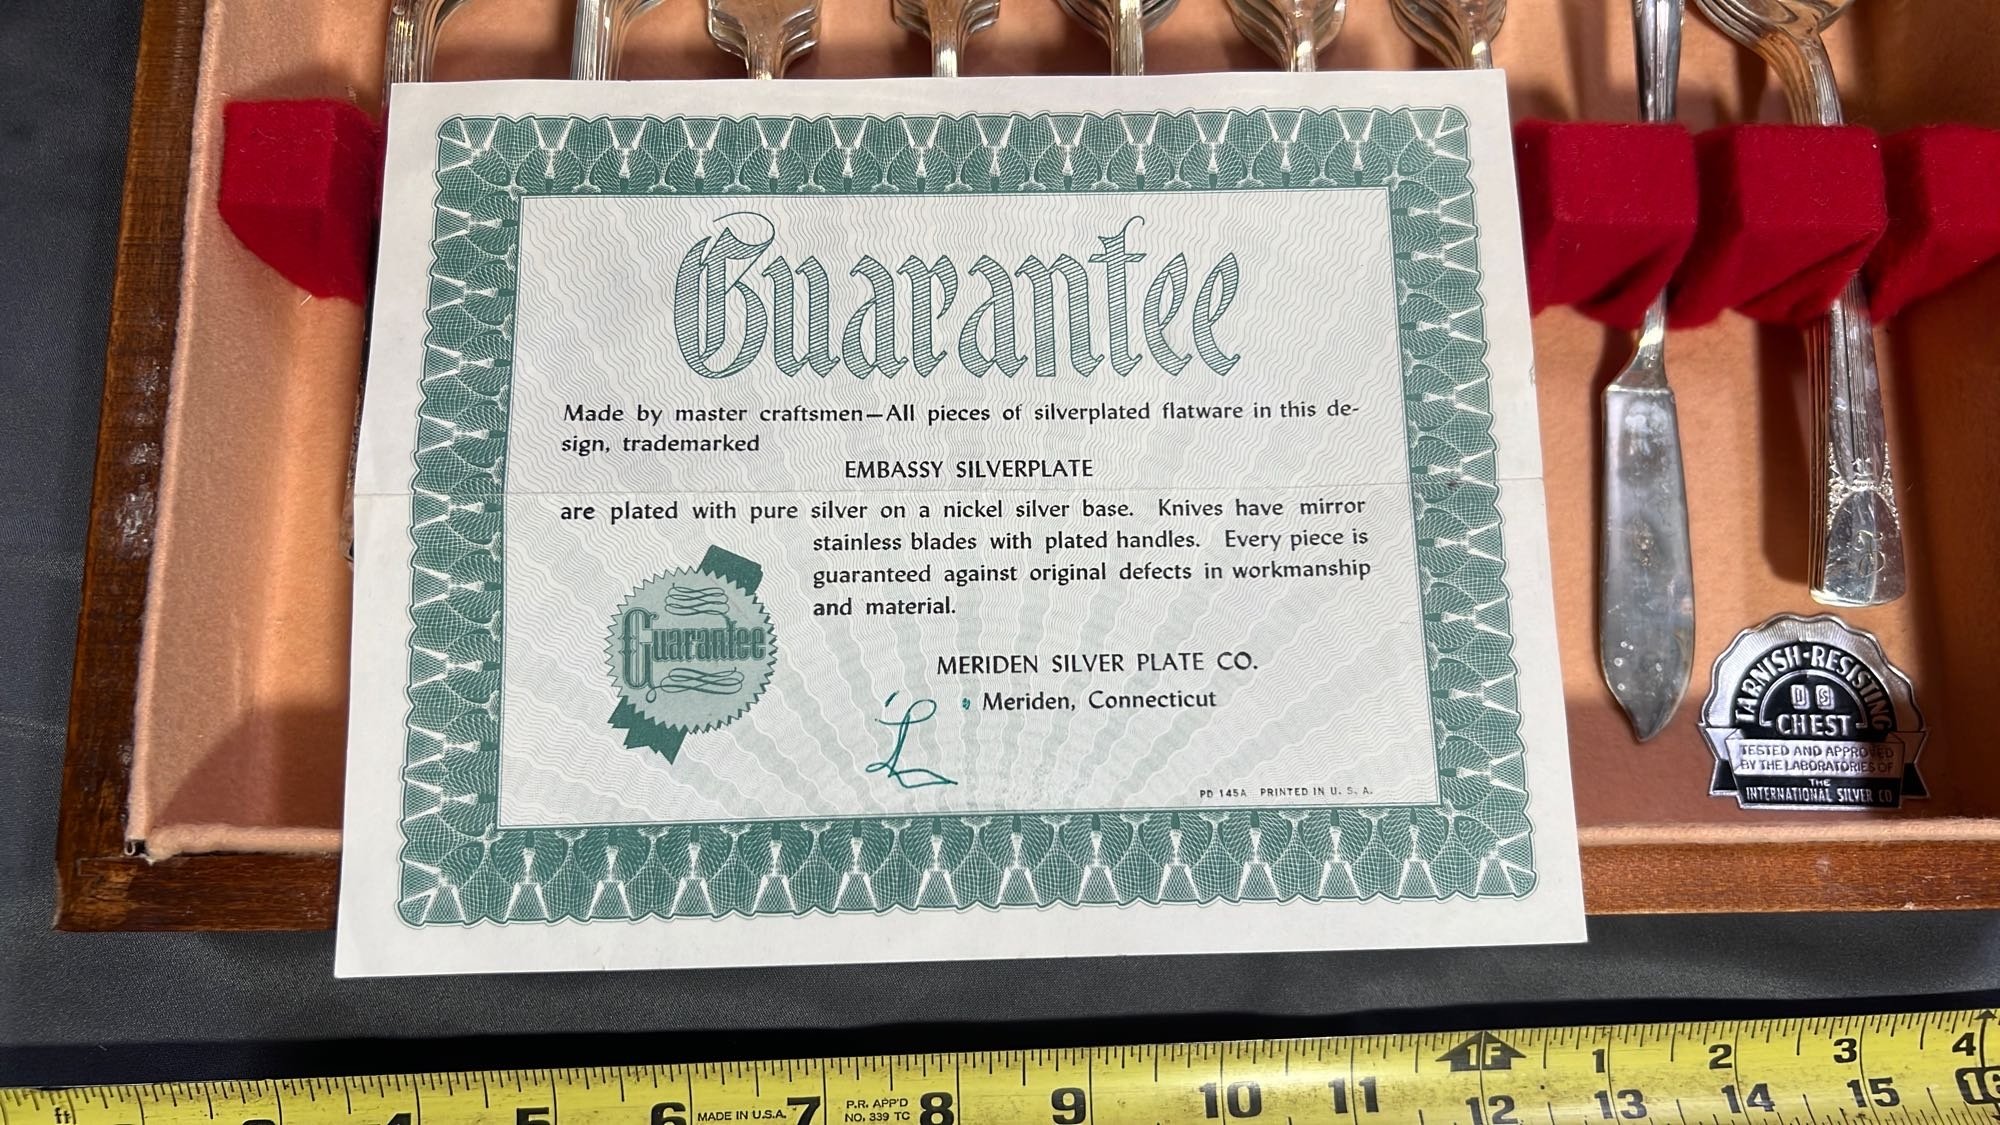 Guarantee
Made by master craftsmen—All pieces of silverplated flatware in this de-
sign, trademarked
EMBASSY SILVERPLATE
are plated with pure silver on a nickel silver base. Knives have mirror
stainless blades with plated handles. Every piece is
guaranteed against original defects in workmanship
and material.
Guarantee
MERIDEN SILVER PLATE CO.
Meriden, Connecticut
L
PD 145A PRINTED IN U. S. A.
TARNISH-RESISTING
IS
CHEST
TESTED AND APPROVED
BY THE LABORATORIES OF
THE
INTERNATIONAL SILVER CO
1F 1 2 3 4
ft 4 5 6 MADE IN U.S.A. 7 P.R. APP'D 8 9 10 11 12 13 14 15 16
NO. 339 TC